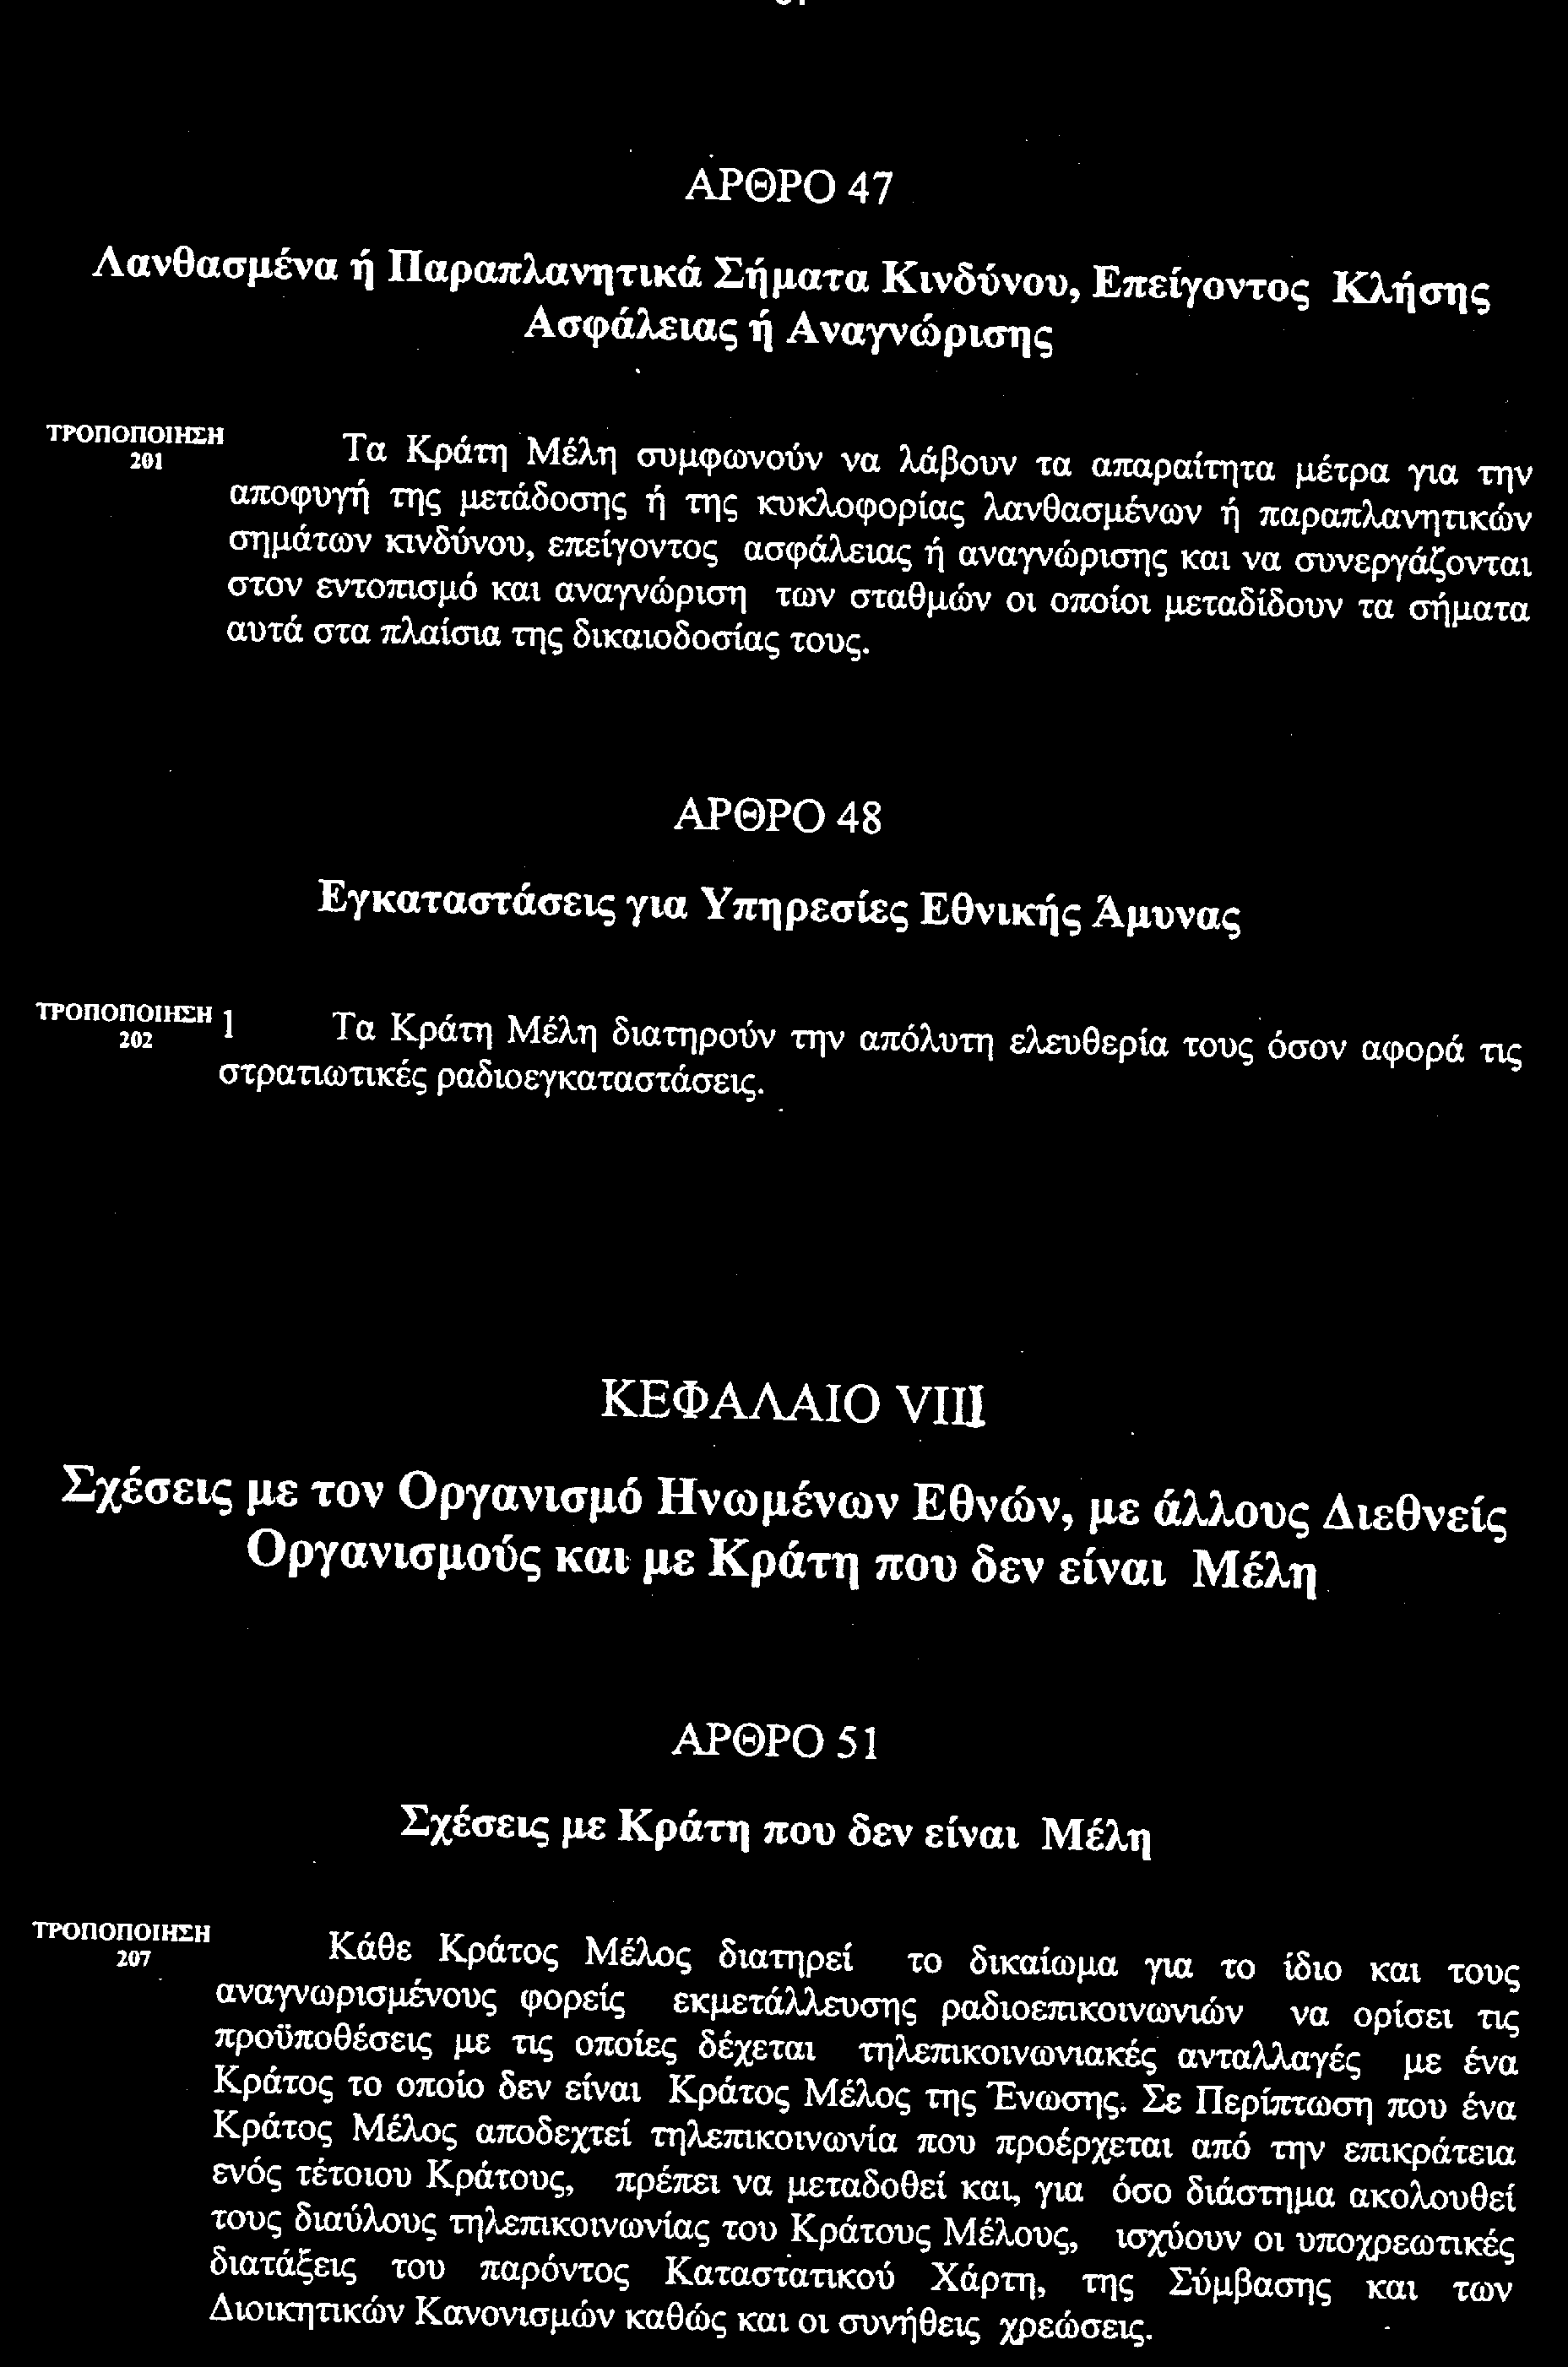 ΑΡΘΡΟ 47
Λανθασμένα ή Παραπλανητικά Σήματα Κινδύνου, Επείγοντος Κλήσης
Ασφάλειας ή Αναγνώρισης
ΤΡΟΠΟΠΟΙΗΣΗ
201
Τα Κράτη Μέλη συμφωνούν να λάβουν τα απαραίτητα μέτρα για την
αποφυγή της μετάδοσης ή της κυκλοφορίας λανθασμένων ή παραπλανητικών
σημάτων κινδύνου, επείγοντος ασφάλειας ή αναγνώρισης και να συνεργάζονται
στον εντοπισμό και αναγνώριση των σταθμών οι οποίοι μεταδίδουν τα σήματα
αυτά στα πλαίσια της δικαιοδοσίας τους.
ΑΡΘΡΟ 48
Εγκαταστάσεις για Υπηρεσίες Εθνικής Άμυνας
ΤΡΟΠΟΠΟΙΗΣΗ
202
1 Τα Κράτη Μέλη διατηρούν την απόλυτη ελευθερία τους όσον αφορά τις
στρατιωτικές ραδιοεγκαταστάσεις.
ΚΕΦΑΛΑΙΟ VIII
Σχέσεις με τον Οργανισμό Ηνωμένων Εθνών, με άλλους Διεθνείς
Οργανισμούς και με Κράτη που δεν είναι Μέλη
ΑΡΘΡΟ 51
Σχέσεις με Κράτη που δεν είναι Μέλη
ΤΡΟΠΟΠΟΙΗΣΗ
207
Κάθε Κράτος Μέλος διατηρεί το δικαίωμα για το ίδιο και τους
αναγνωρισμένους φορείς εκμετάλλευσης ραδιοεπικοινωνιών να ορίσει τις
προϋποθέσεις με τις οποίες δέχεται τηλεπικοινωνιακές ανταλλαγές με ένα
Κράτος το οποίο δεν είναι Κράτος Μέλος της Ένωσης. Σε Περίπτωση που ένα
Κράτος Μέλος αποδεχτεί τηλεπικοινωνία που προέρχεται από την επικράτεια
ενός τέτοιου Κράτους, πρέπει να μεταδοθεί και, για όσο διάστημα ακολουθεί
τους διαύλους τηλεπικοινωνίας του Κράτους Μέλους, ισχύουν οι υποχρεωτικές
διατάξεις του παρόντος Καταστατικού Χάρτη, της Σύμβασης και των
Διοικητικών Κανονισμών καθώς και οι συνήθεις χρεώσεις.